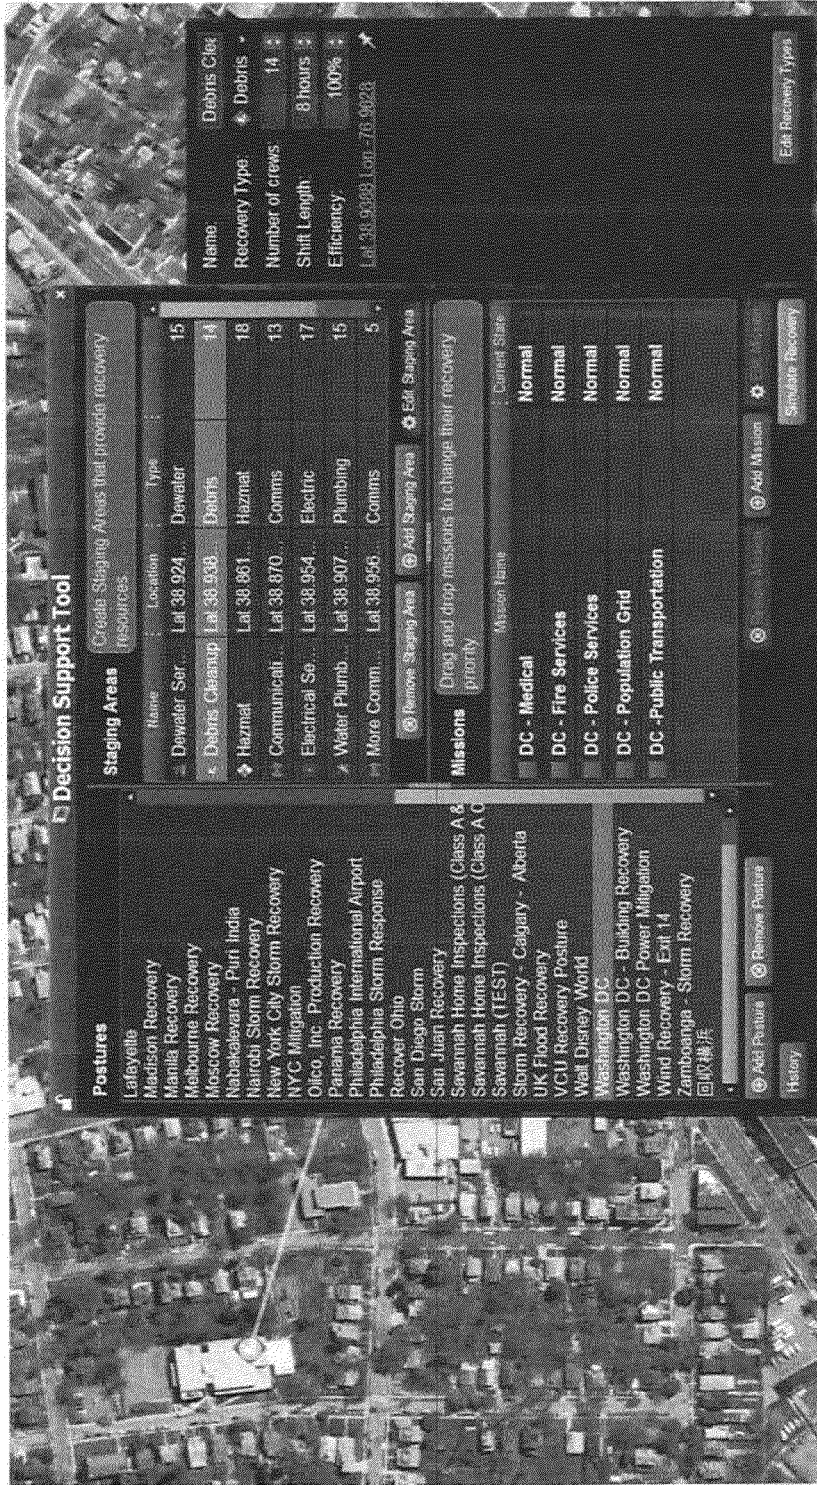 Decision Support Tool
×
Postures
Lafayette
Madison Recovery
Manila Recovery
Melbourne Recovery
Moscow Recovery
Nabakalevara - Puri India
Nairobi Storm Recovery
New York City Storm Recovery
NYC Mitigation
Olico, Inc Production Recovery
Panama Recovery
Philadelphia International Airport
Philadelphia Storm Response
Recover Ohio
San Diego Storm
San Juan Recovery
Savannah Home Inspections (Class A &
Savannah Home Inspections (Class A O
Savannah (TEST)
Storm Recovery - Calgary - Alberta
UK Flood Recovery
VCU Recovery Posture
Walt Disney World
Washington DC
Washington DC - Building Recovery
Washington DC Power Mitigation
Wind Recovery - Exit 14
Zamboanga - Storm Recovery
回収横浜
Add Posture
Remove Posture
History
Staging Areas
Create Staging Areas that provide recovery
resources
Name Location Type
Dewater Ser... Lat 38.924... Dewater 15
Debris Cleanup Lat 38.938 Debris 14
Hazmat Lat 38.861 Hazmat 18
Communicati... Lat 38.870... Comms 13
Electrical Se... Lat 38.954... Electric 17
Water Plumb... Lat 38.907... Plumbing 15
More Comm... Lat 38.956 Comms 5
Remove Staging Area
Add Staging Area
Edit Staging Area
Missions
Drag and drop missions to change their recovery
priority
Mission Name Current State
DC - Medical Normal
DC - Fire Services Normal
DC - Police Services Normal
DC - Population Grid Normal
DC -Public Transportation Normal
Add Mission
Simulate Recovery
Name: Debris Cle
Recovery Type: Debris
Number of crews 14
Shift Length 8 hours
Efficiency: 100%
Lat 38.9388 Lon -76.9628
Edit Recovery Types